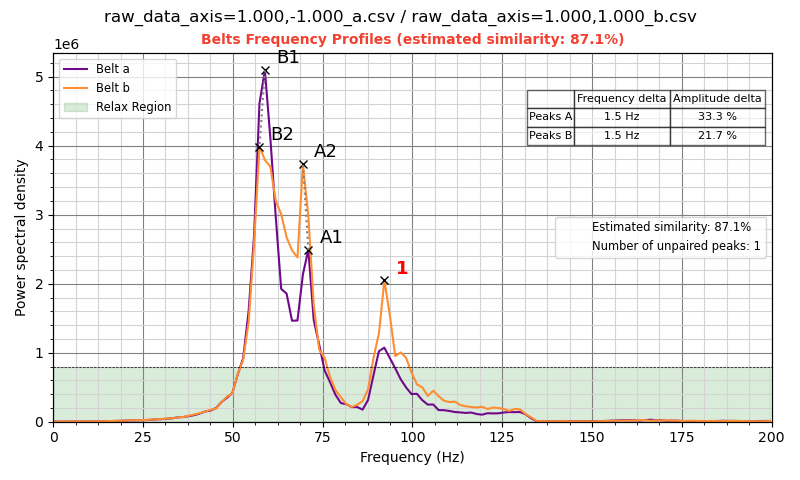 raw_data_axis=1.000,-1.000_a.csv / raw_data_axis=1.000,1.000_b.csv
Belts Frequency Profiles (estimated similarity: 87.1%)
1e6
Belt a
Belt b
Relax Region
B1
B2
A2
A1
1
Frequency delta Amplitude delta
Peaks A 1.5 Hz 33.3 %
Peaks B 1.5 Hz 21.7 %
Estimated similarity: 87.1%
Number of unpaired peaks: 1
Power spectral density
5
4
3
2
1
0
0 25 50 75 100 125 150 175 200
Frequency (Hz)